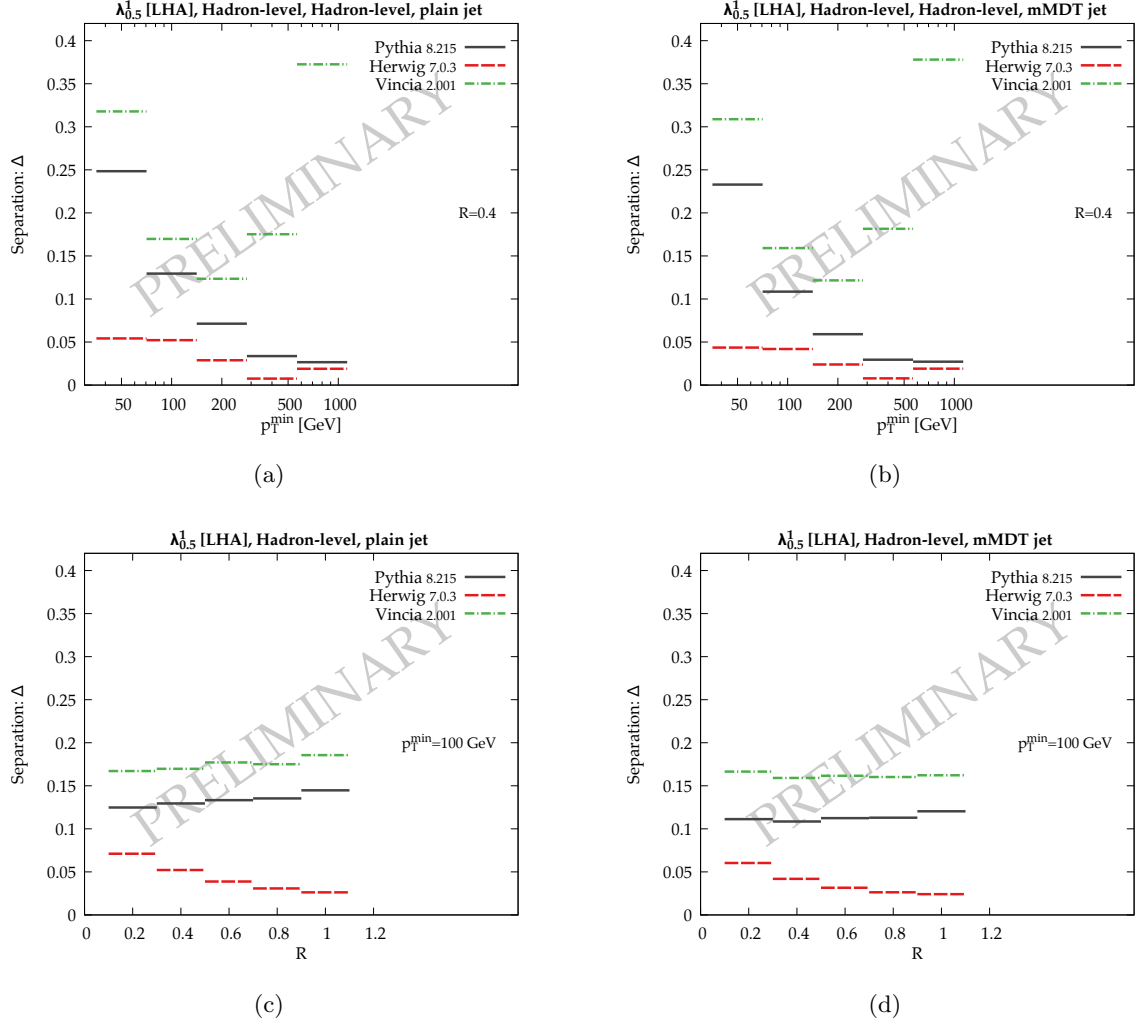 λ¹₀.₅ [LHA], Hadron-level, Hadron-level, plain jet
Pythia 8.215
Herwig 7.0.3
Vincia 2.001
PRELIMINARY
R=0.4
Separation: Δ
0.4
0.35
0.3
0.25
0.2
0.15
0.1
0.05
0
50 100 200 500 1000
p_T^min [GeV]
(a)
λ¹₀.₅ [LHA], Hadron-level, Hadron-level, mMDT jet
Pythia 8.215
Herwig 7.0.3
Vincia 2.001
PRELIMINARY
R=0.4
Separation: Δ
0.4
0.35
0.3
0.25
0.2
0.15
0.1
0.05
0
50 100 200 500 1000
p_T^min [GeV]
(b)
λ¹₀.₅ [LHA], Hadron-level, plain jet
Pythia 8.215
Herwig 7.0.3
Vincia 2.001
PRELIMINARY
p_T^min=100 GeV
Separation: Δ
0.4
0.35
0.3
0.25
0.2
0.15
0.1
0.05
0
0 0.2 0.4 0.6 0.8 1 1.2
R
(c)
λ¹₀.₅ [LHA], Hadron-level, mMDT jet
Pythia 8.215
Herwig 7.0.3
Vincia 2.001
PRELIMINARY
p_T^min=100 GeV
Separation: Δ
0.4
0.35
0.3
0.25
0.2
0.15
0.1
0.05
0
0 0.2 0.4 0.6 0.8 1 1.2
R
(d)